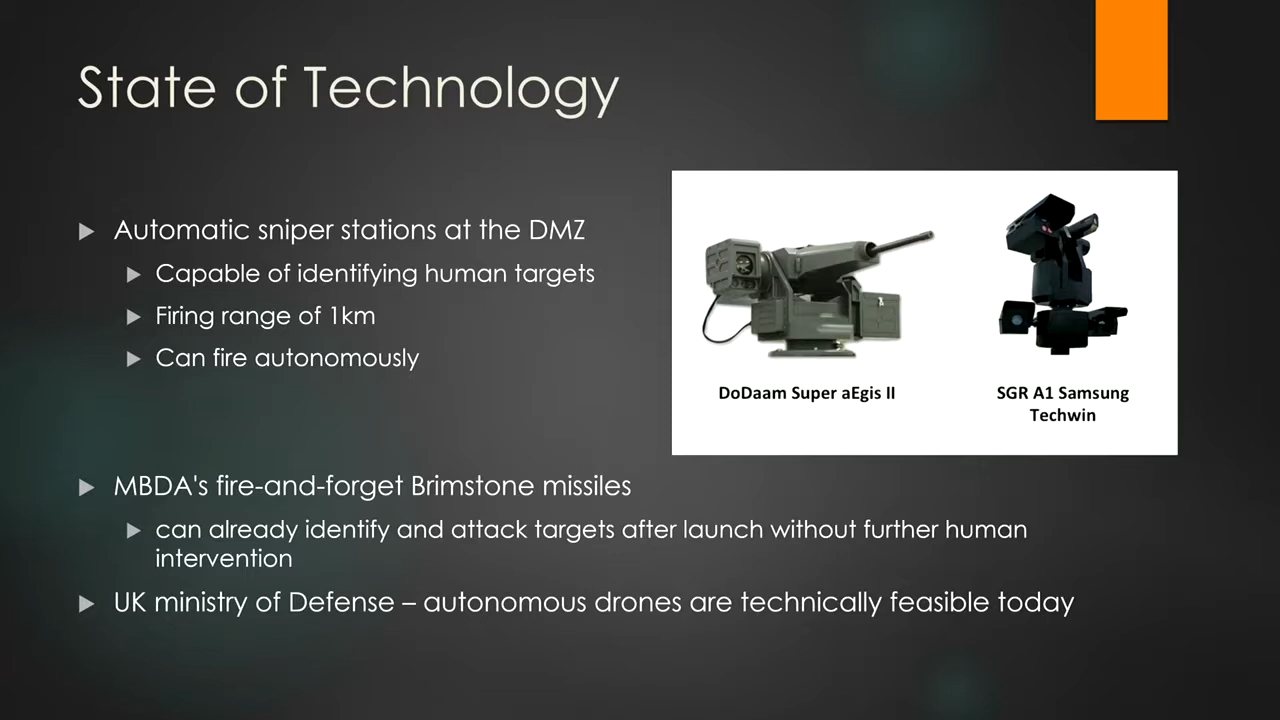 State of Technology
Automatic sniper stations at the DMZ
Capable of identifying human targets
Firing range of 1km
Can fire autonomously
DoDaam Super aEgis II
SGR A1 Samsung
Techwin
MBDA's fire-and-forget Brimstone missiles
can already identify and attack targets after launch without further human
intervention
UK ministry of Defense – autonomous drones are technically feasible today